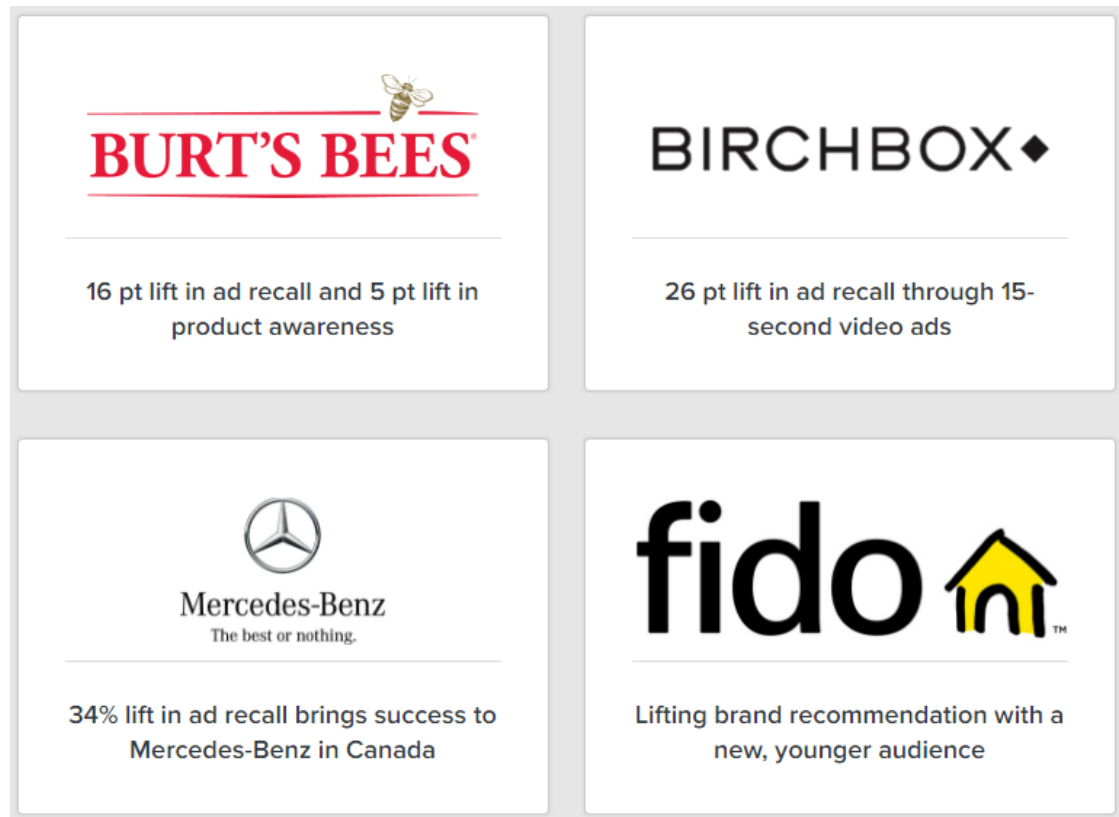 BURT'S BEES®
16 pt lift in ad recall and 5 pt lift in
product awareness
BIRCHBOX
26 pt lift in ad recall through 15-
second video ads
Mercedes-Benz
The best or nothing.
34% lift in ad recall brings success to
Mercedes-Benz in Canada
fido TM
Lifting brand recommendation with a
new, younger audience